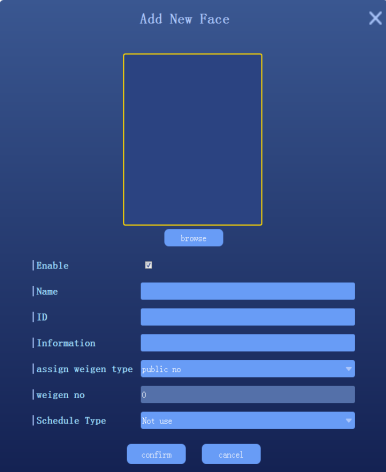 Add New Face
browse
Enable
Name
ID
Information
assign weigen type public no
weigen no 0
Schedule Type Not use
confirm cancel